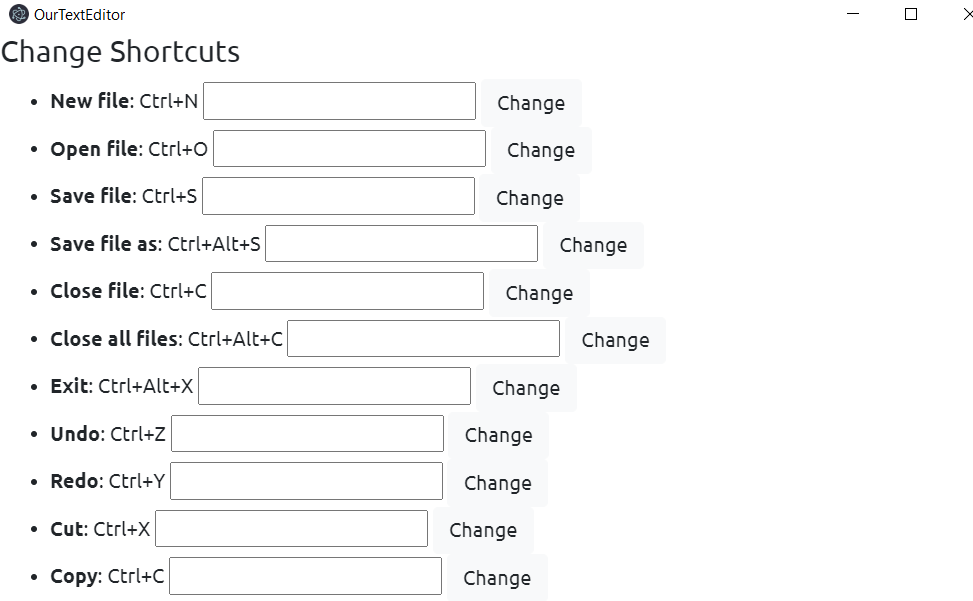 OurTextEditor
Change Shortcuts
New file: Ctrl+N Change
Open file: Ctrl+O Change
Save file: Ctrl+S Change
Save file as: Ctrl+Alt+S Change
Close file: Ctrl+C Change
Close all files: Ctrl+Alt+C Change
Exit: Ctrl+Alt+X Change
Undo: Ctrl+Z Change
Redo: Ctrl+Y Change
Cut: Ctrl+X Change
Copy: Ctrl+C Change